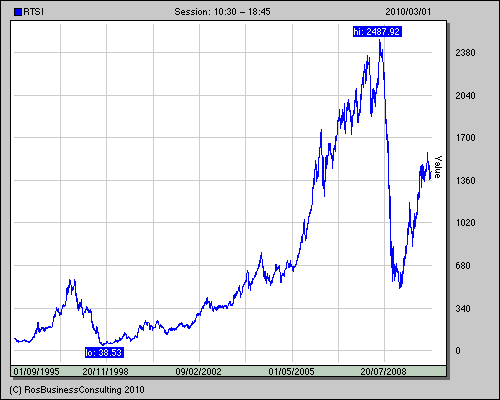 RTSI Session: 10:30 – 18:45 2010/03/01
hi: 2487.92
2380
2040
1700
1360
Value
1020
680
340
lo: 38.53
0
01/09/1995 20/11/1998 09/02/2002 01/05/2005 20/07/2008
(C) RosBusinessConsulting 2010